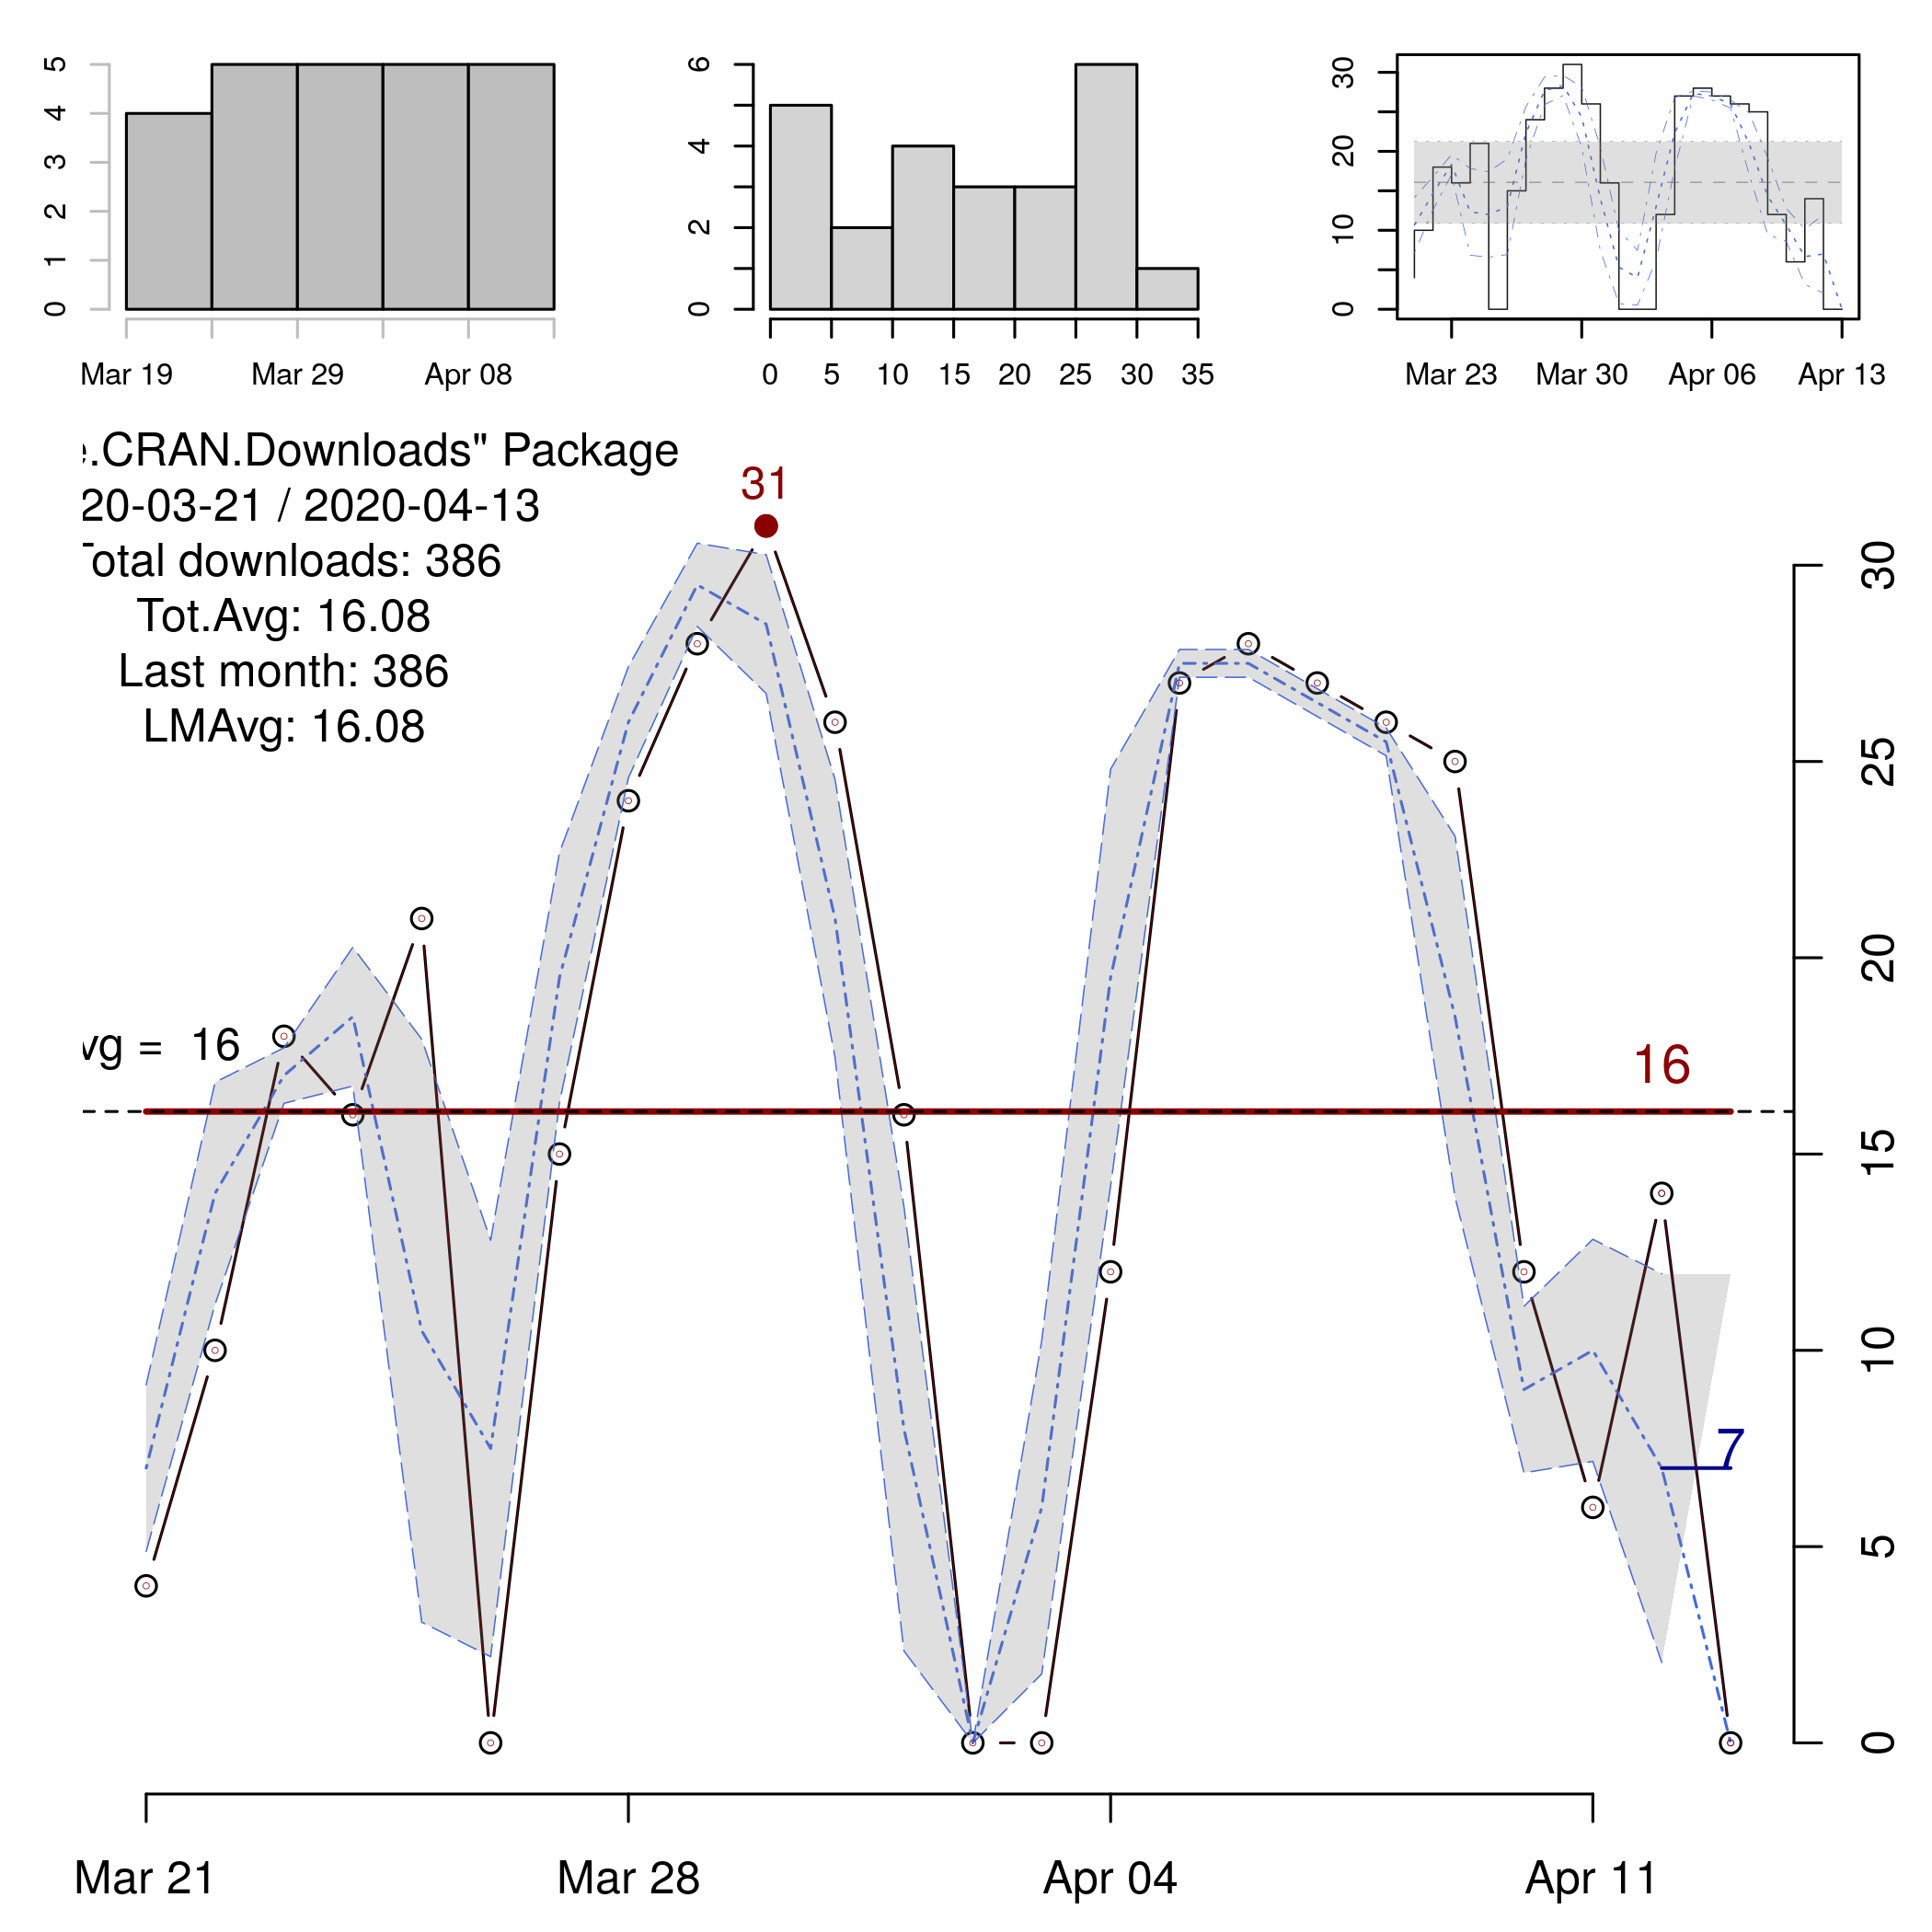 5
4
3
2
1
0
Mar 19 Mar 29 Apr 08
6
4
2
0
0 5 10 15 20 25 30 35
30
20
10
0
Mar 23 Mar 30 Apr 06 Apr 13
.CRAN.Downloads" Package
20-03-21 / 2020-04-13
Total downloads: 386
Tot.Avg: 16.08
Last month: 386
LMAvg: 16.08
31
vg = 16
16
7
30
25
20
15
10
5
0
Mar 21 Mar 28 Apr 04 Apr 11